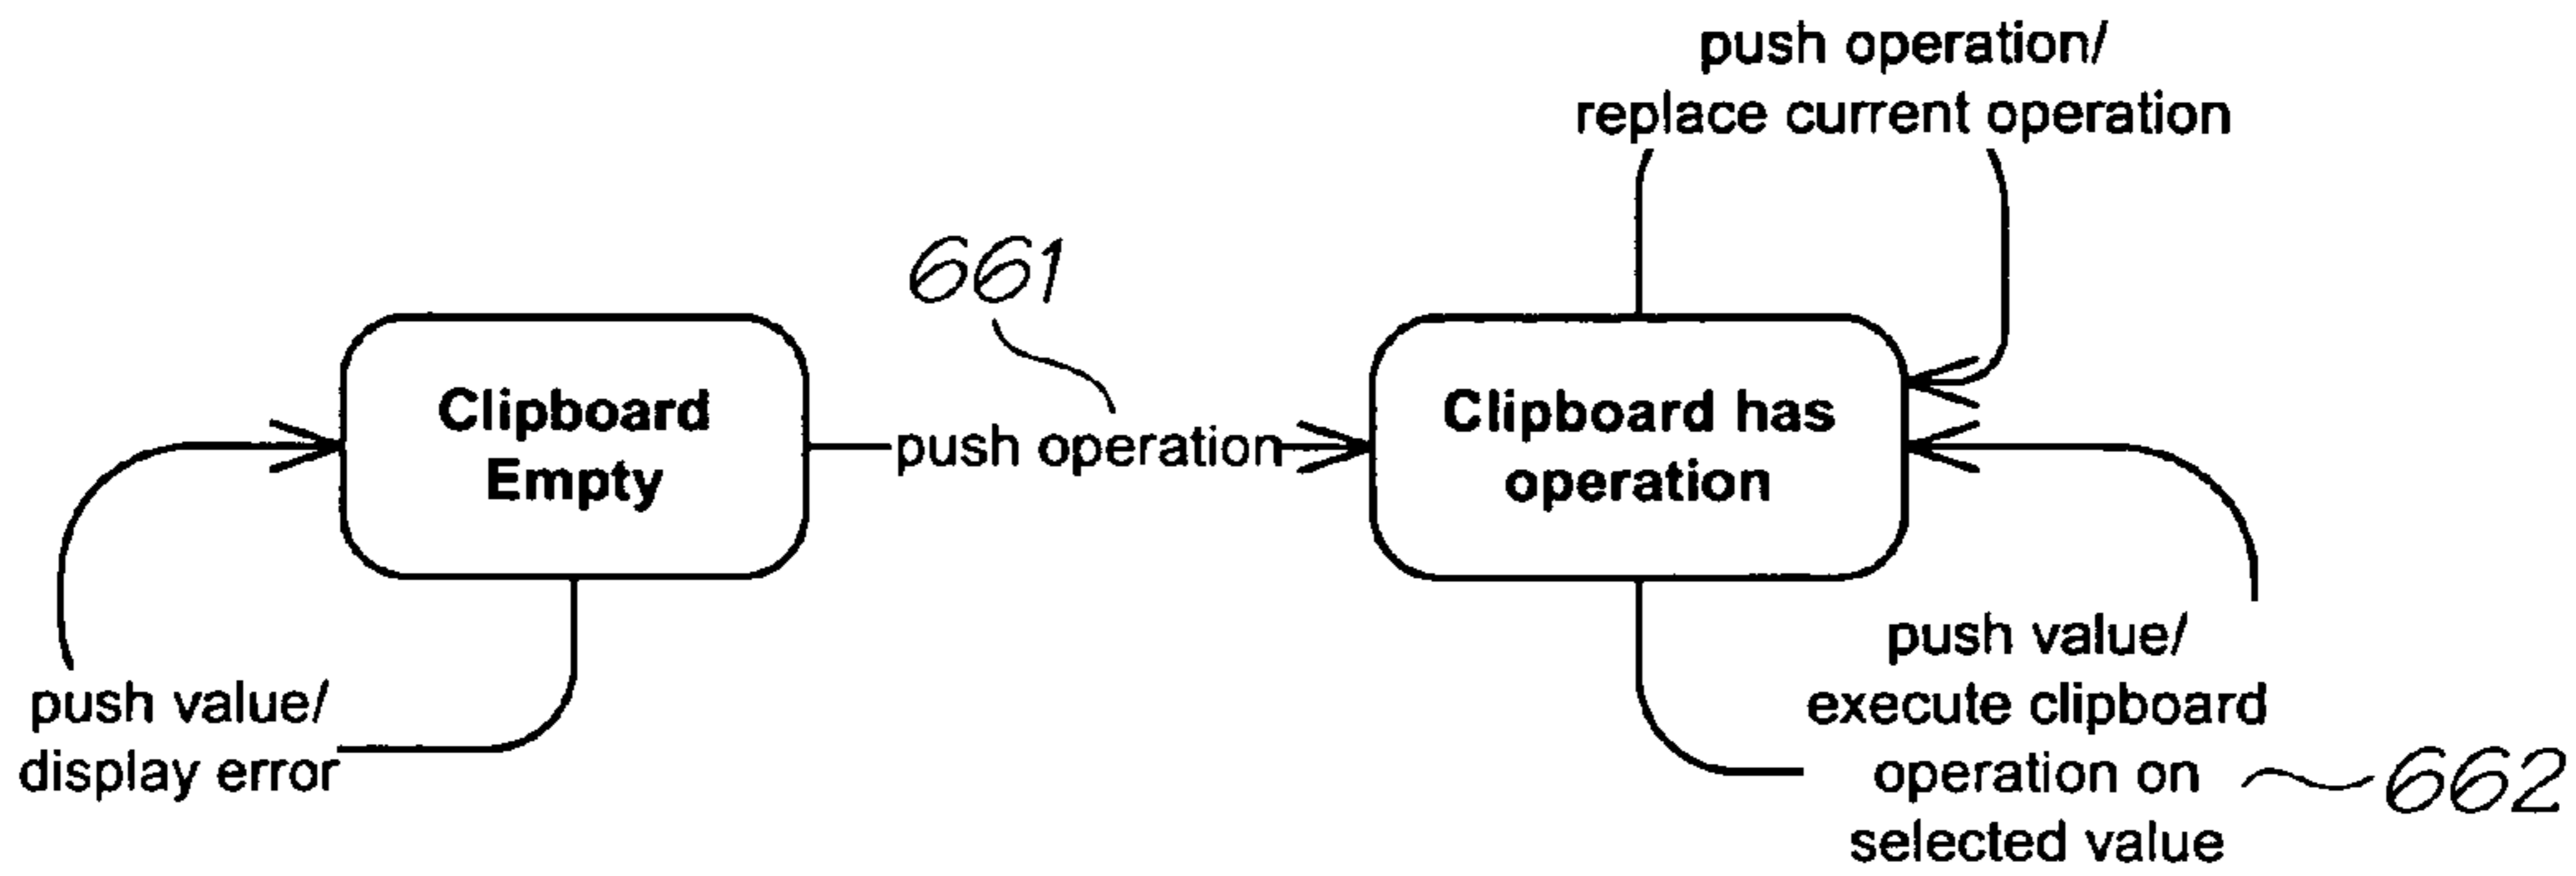 push operation/
replace current operation
661
Clipboard
Empty
push operation
Clipboard has
operation
push value/
display error
push value/
execute clipboard
operation on
selected value
662